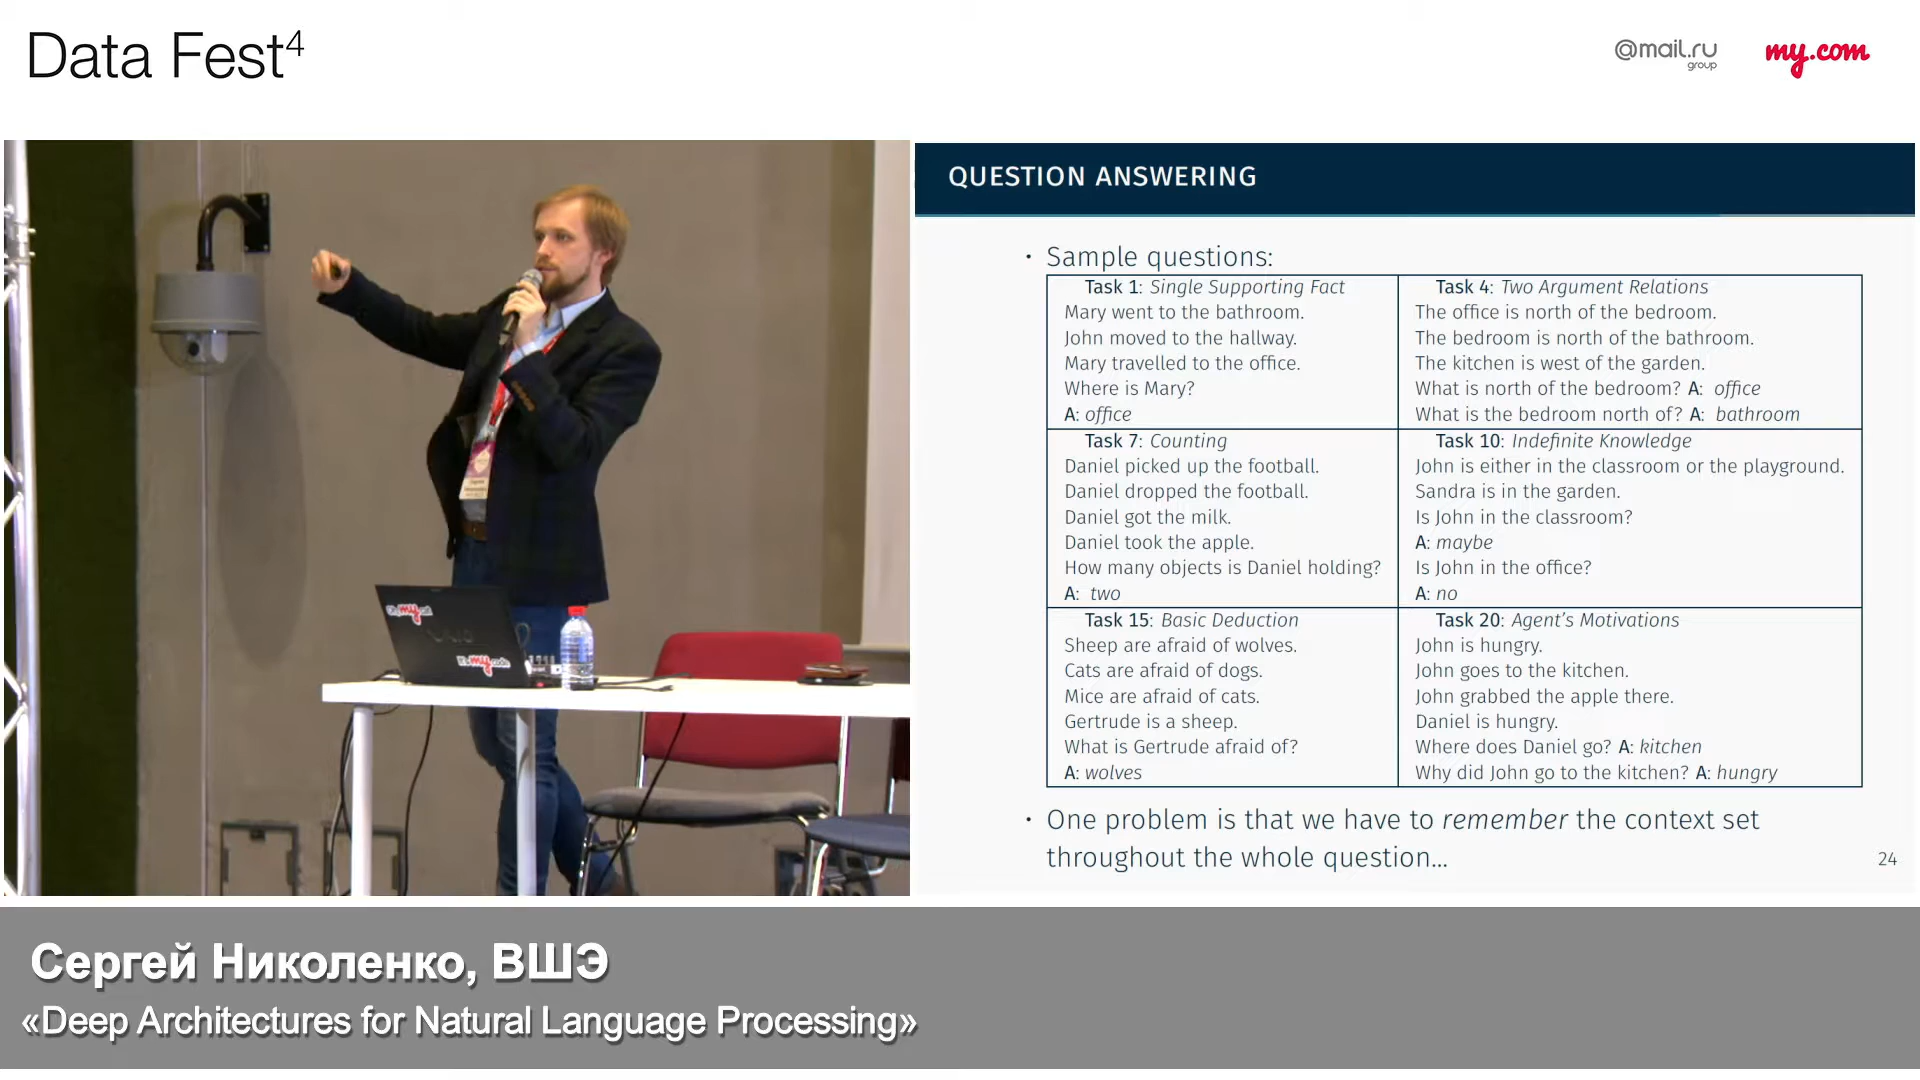 Data Fest⁴
@mail.ru
group
my.com
QUESTION ANSWERING
· Sample questions:
Task 1: Single Supporting Fact
Mary went to the bathroom.
John moved to the hallway.
Mary travelled to the office.
Where is Mary?
A: office
Task 4: Two Argument Relations
The office is north of the bedroom.
The bedroom is north of the bathroom.
The kitchen is west of the garden.
What is north of the bedroom? A: office
What is the bedroom north of? A: bathroom
Task 7: Counting
Daniel picked up the football.
Daniel dropped the football.
Daniel got the milk.
Daniel took the apple.
How many objects is Daniel holding?
A: two
Task 10: Indefinite Knowledge
John is either in the classroom or the playground.
Sandra is in the garden.
Is John in the classroom?
A: maybe
Is John in the office?
A: no
Task 15: Basic Deduction
Sheep are afraid of wolves.
Cats are afraid of dogs.
Mice are afraid of cats.
Gertrude is a sheep.
What is Gertrude afraid of?
A: wolves
Task 20: Agent's Motivations
John is hungry.
John goes to the kitchen.
John grabbed the apple there.
Daniel is hungry.
Where does Daniel go? A: kitchen
Why did John go to the kitchen? A: hungry
· One problem is that we have to remember the context set
throughout the whole question...
24
my
It's my code
Сергей Николенко, ВШЭ
«Deep Architectures for Natural Language Processing»